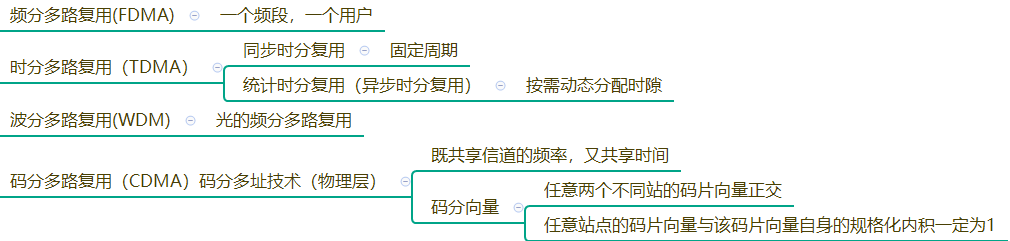 频分多路复用(FDMA)
一个频段，一个用户
时分多路复用（TDMA）
同步时分复用
固定周期
统计时分复用（异步时分复用）
按需动态分配时隙
波分多路复用(WDM)
光的频分多路复用
码分多路复用（CDMA）码分多址技术（物理层）
既共享信道的频率，又共享时间
码分向量
任意两个不同站的码片向量正交
任意站点的码片向量与该码片向量自身的规格化内积一定为1